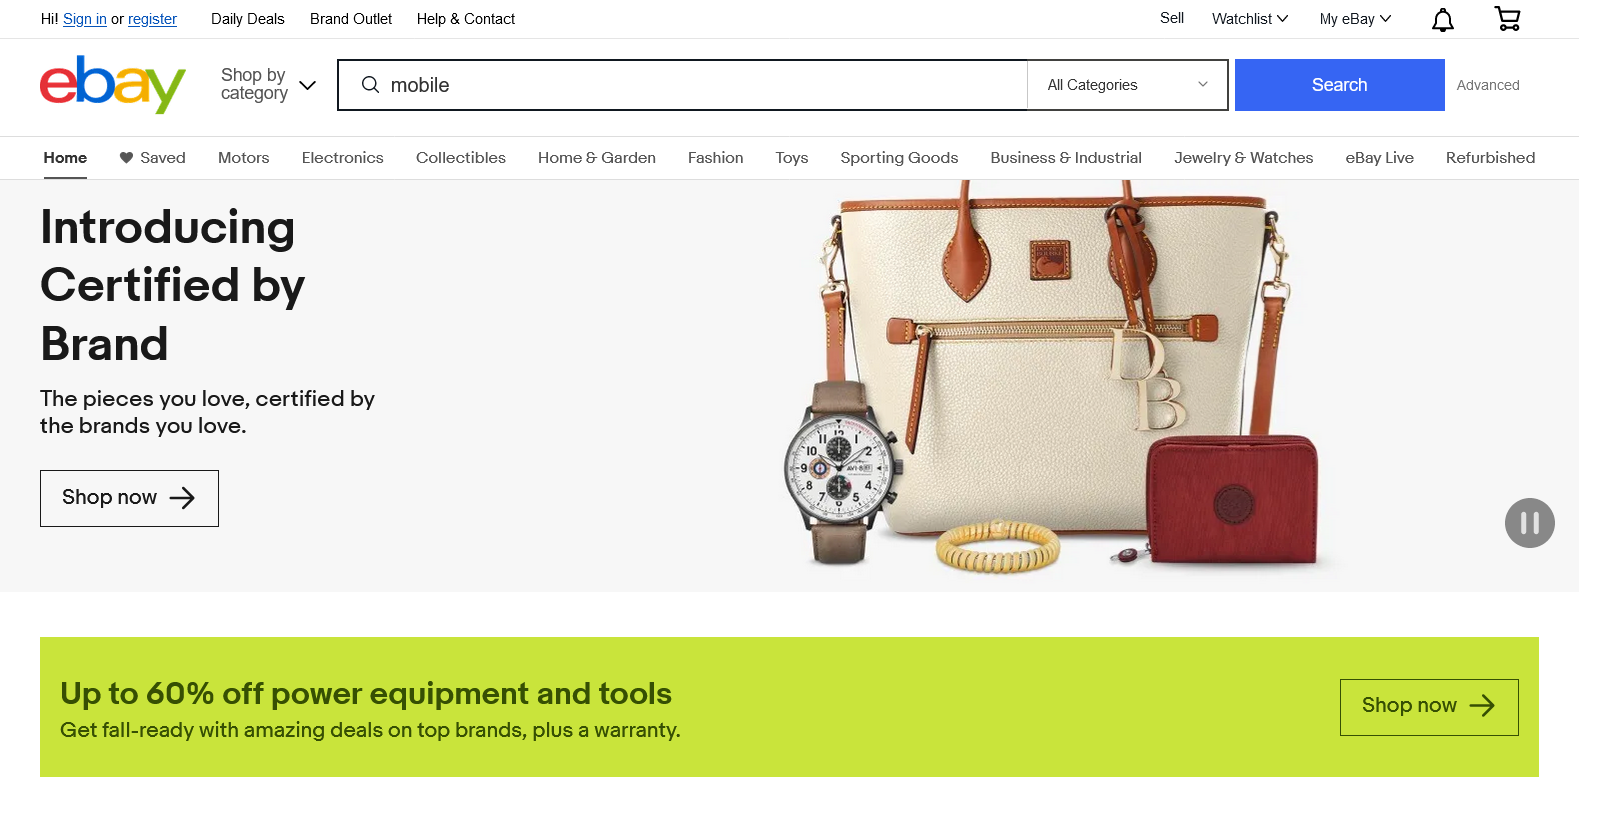 Hi! Sign in or register
Daily Deals
Brand Outlet
Help & Contact
Sell
Watchlist
My eBay
ebay
Shop by
category
mobile
All Categories
Search
Advanced
Home
Saved
Motors
Electronics
Collectibles
Home & Garden
Fashion
Toys
Sporting Goods
Business & Industrial
Jewelry & Watches
eBay Live
Refurbished
Introducing
Certified by
Brand
The pieces you love, certified by
the brands you love.
Shop now
D
B
AVI-8
Up to 60% off power equipment and tools
Get fall-ready with amazing deals on top brands, plus a warranty.
Shop now